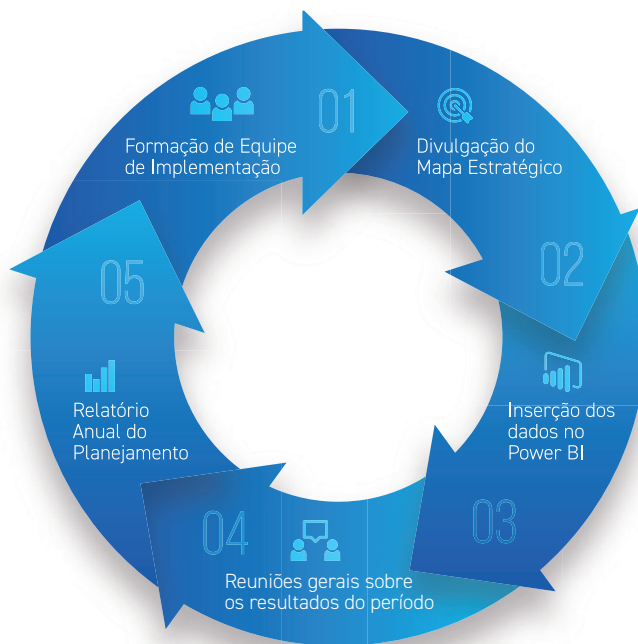 01
Formação de Equipe
de Implementação
Divulgação do
Mapa Estratégico
02
Inserção dos
dados no
Power BI
03
04
Reuniões gerais sobre
os resultados do período
05
Relatório
Anual do
Planejamento